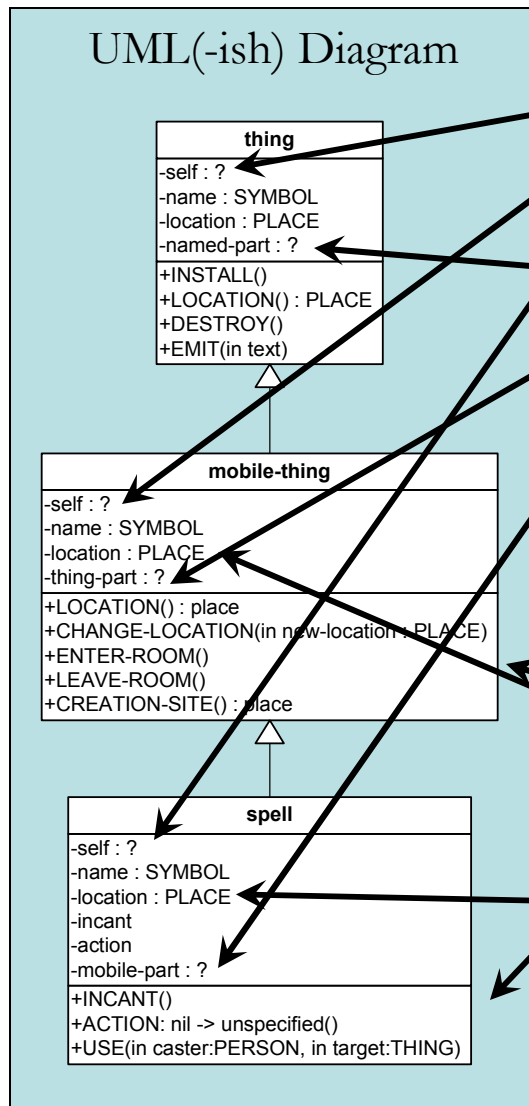 UML(-ish) Diagram
thing
-self : ?
-name : SYMBOL
-location : PLACE
-named-part : ?
+INSTALL()
+LOCATION() : PLACE
+DESTROY()
+EMIT(in text)
mobile-thing
-self : ?
-name : SYMBOL
-location : PLACE
-thing-part : ?
+LOCATION() : place
+CHANGE-LOCATION(in new-location : PLACE)
+ENTER-ROOM()
+LEAVE-ROOM()
+CREATION-SITE() : place
spell
-self : ?
-name : SYMBOL
-location : PLACE
-incant
-action
-mobile-part : ?
+INCANT()
+ACTION: nil -> unspecified()
+USE(in caster:PERSON, in target:THING)